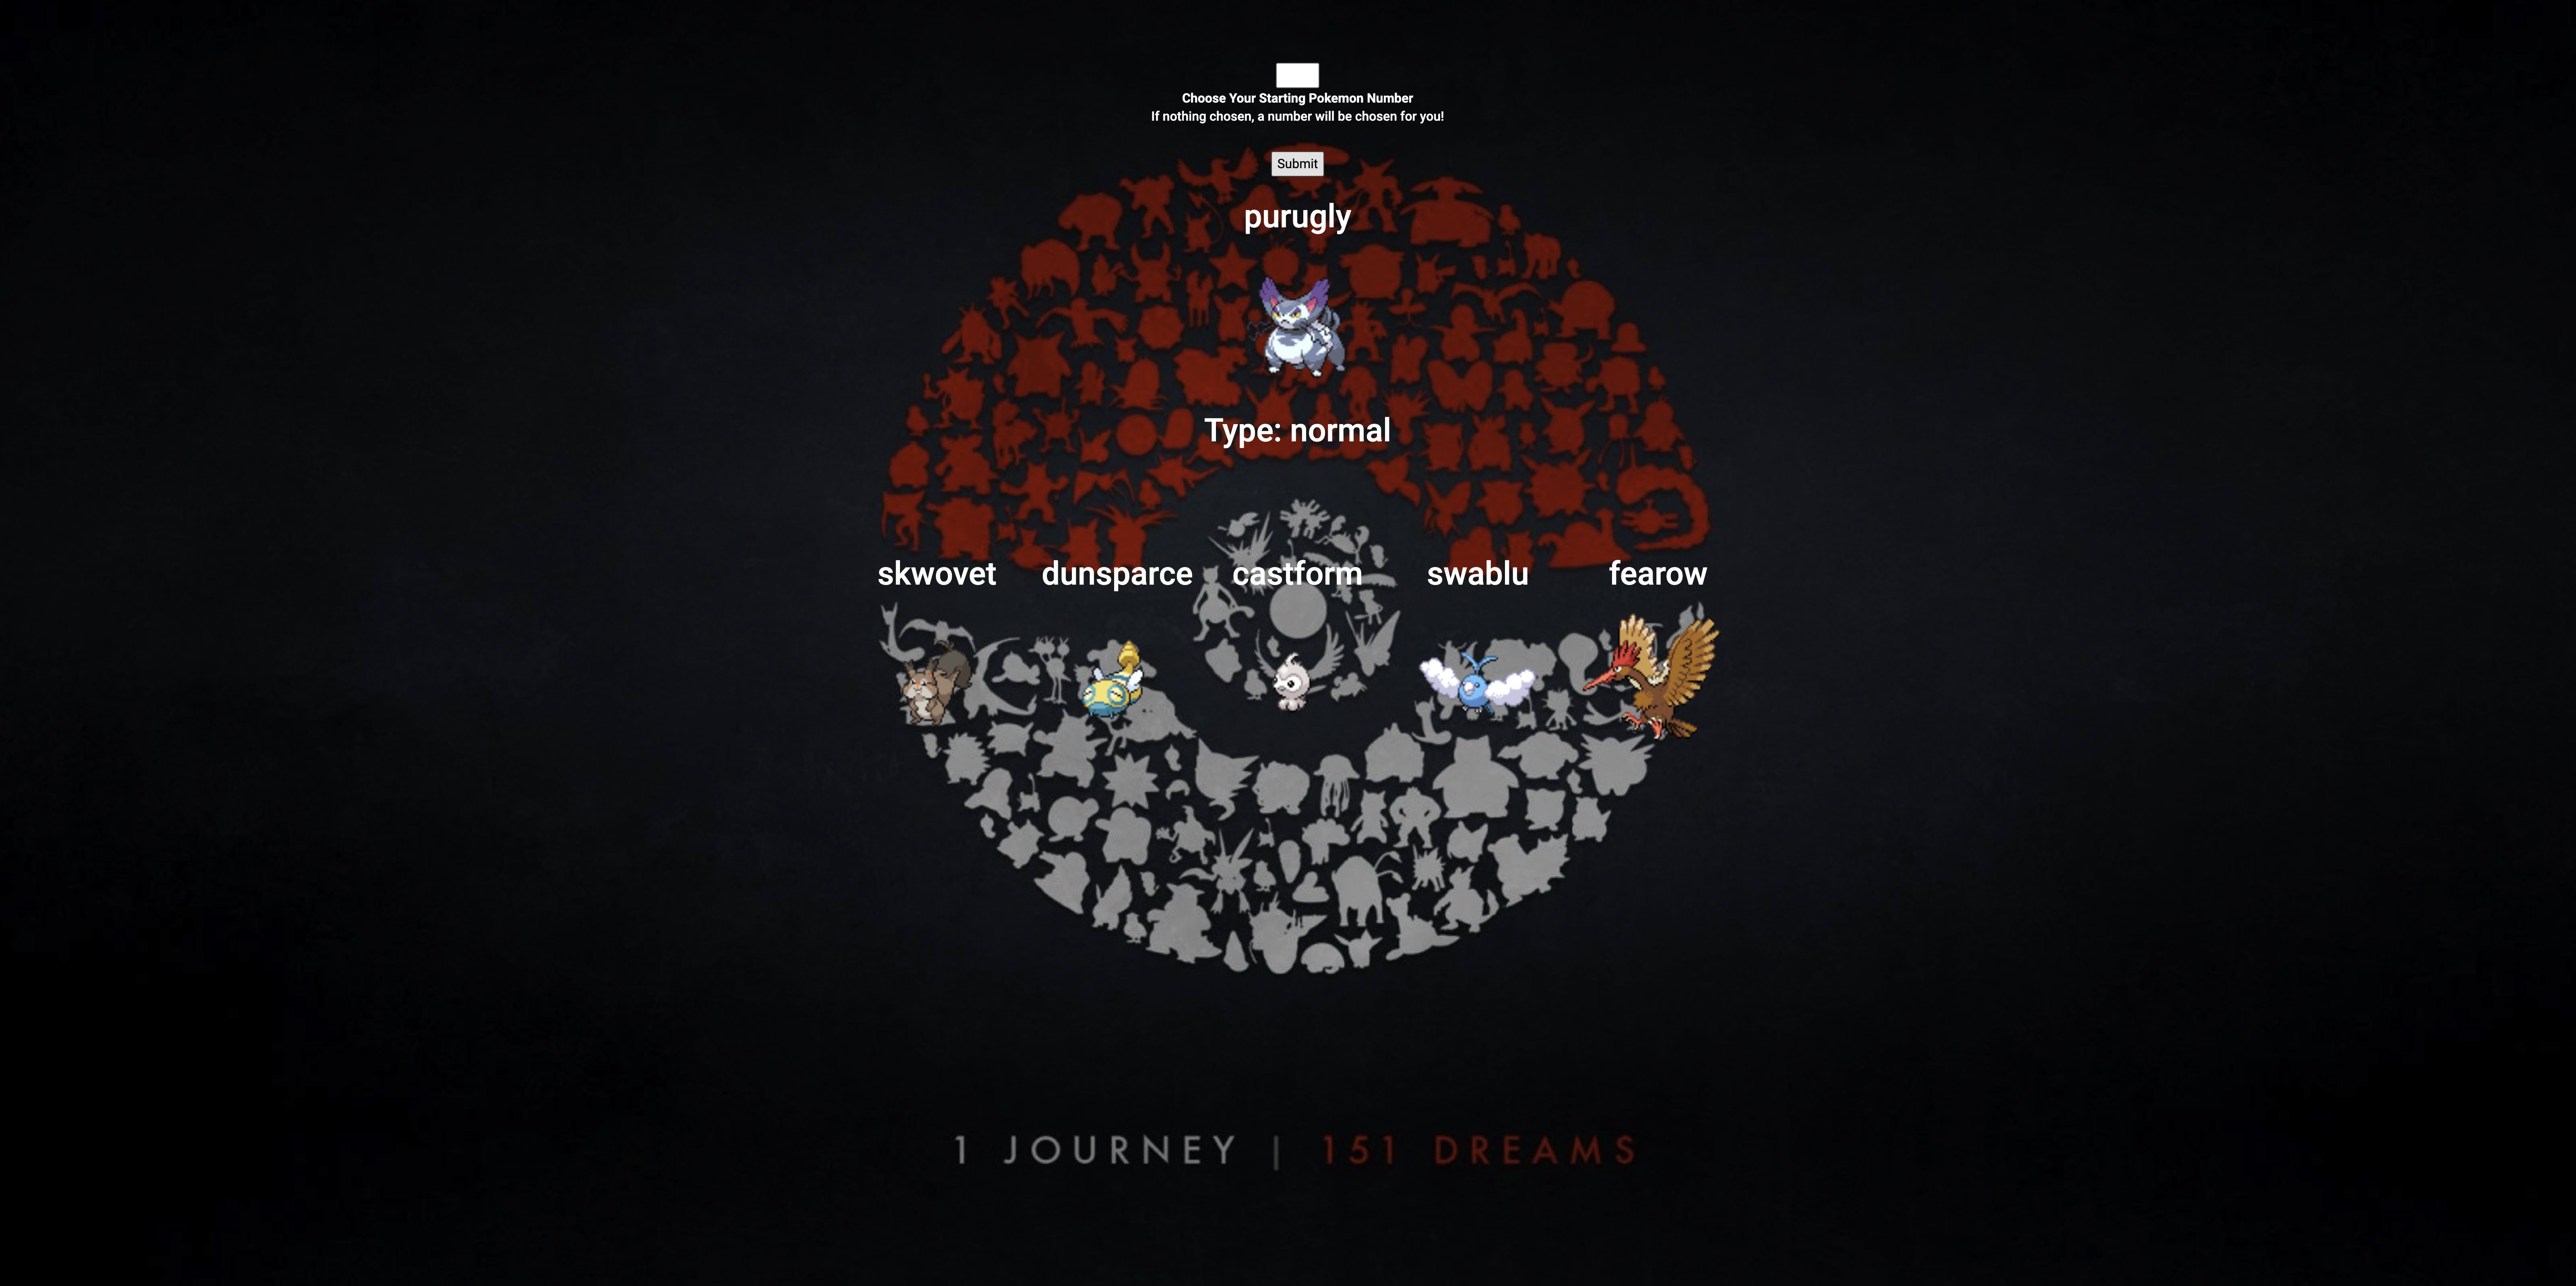 Choose Your Starting Pokemon Number
If nothing chosen, a number will be chosen for you!
Submit
purugly
Type: normal
skwovet dunsparce castform swablu fearow
1 JOURNEY | 151 DREAMS